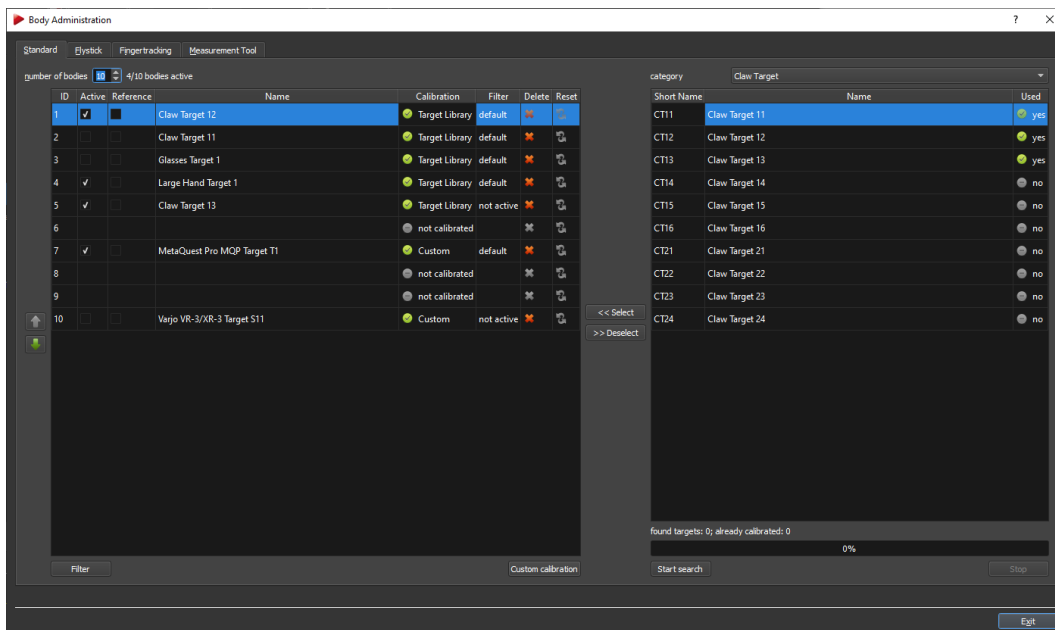 Body Administration ? ×
Standard Flystick Fingertracking Measurement Tool
number of bodies 10 4/10 bodies active
category Claw Target
ID Active Reference Name Calibration Filter Delete Reset
Short Name Name Used
1 Claw Target 12 Target Library default
CT11 Claw Target 11 yes
2 Claw Target 11 Target Library default
CT12 Claw Target 12 yes
3 Glasses Target 1 Target Library default
CT13 Claw Target 13 yes
4 Large Hand Target 1 Target Library default
CT14 Claw Target 14 no
5 Claw Target 13 Target Library not active
CT15 Claw Target 15 no
6 not calibrated
CT16 Claw Target 16 no
7 MetaQuest Pro MQP Target T1 Custom default
CT21 Claw Target 21 no
8 not calibrated
CT22 Claw Target 22 no
9 not calibrated
CT23 Claw Target 23 no
10 Varjo VR-3/XR-3 Target S11 Custom not active
CT24 Claw Target 24 no
<< Select
>> Deselect
found targets: 0; already calibrated: 0
0%
Filter Custom calibration
Start search Stop
Exit